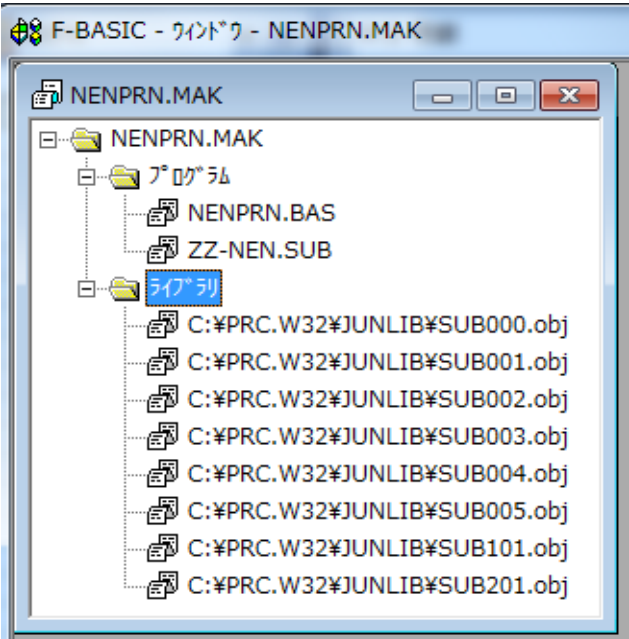 F-BASIC - ｳｨﾝﾄﾞｳ - NENPRN.MAK
NENPRN.MAK
NENPRN.MAK
ﾌﾟﾛｸﾞﾗﾑ
NENPRN.BAS
ZZ-NEN.SUB
ﾗｲﾌﾞﾗﾘ
C:¥PRC.W32¥JUNLIB¥SUB000.obj
C:¥PRC.W32¥JUNLIB¥SUB001.obj
C:¥PRC.W32¥JUNLIB¥SUB002.obj
C:¥PRC.W32¥JUNLIB¥SUB003.obj
C:¥PRC.W32¥JUNLIB¥SUB004.obj
C:¥PRC.W32¥JUNLIB¥SUB005.obj
C:¥PRC.W32¥JUNLIB¥SUB101.obj
C:¥PRC.W32¥JUNLIB¥SUB201.obj